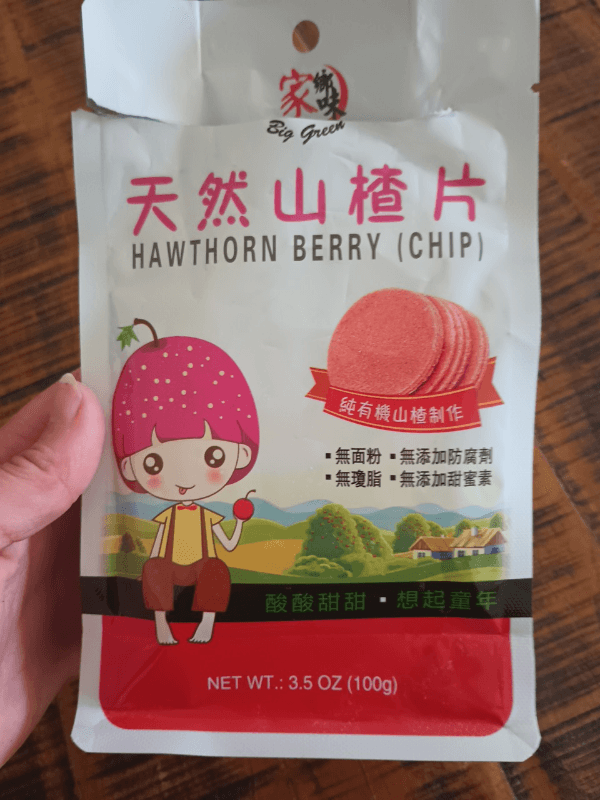 家鄉味
Big Green
天然山楂片
HAWTHORN BERRY (CHIP)
純有機山楂制作
▪無面粉 ▪無添加防腐劑
▪無瓊脂 ▪無添加甜蜜素
酸酸甜甜▪想起童年
NET WT.: 3.5 OZ (100g)